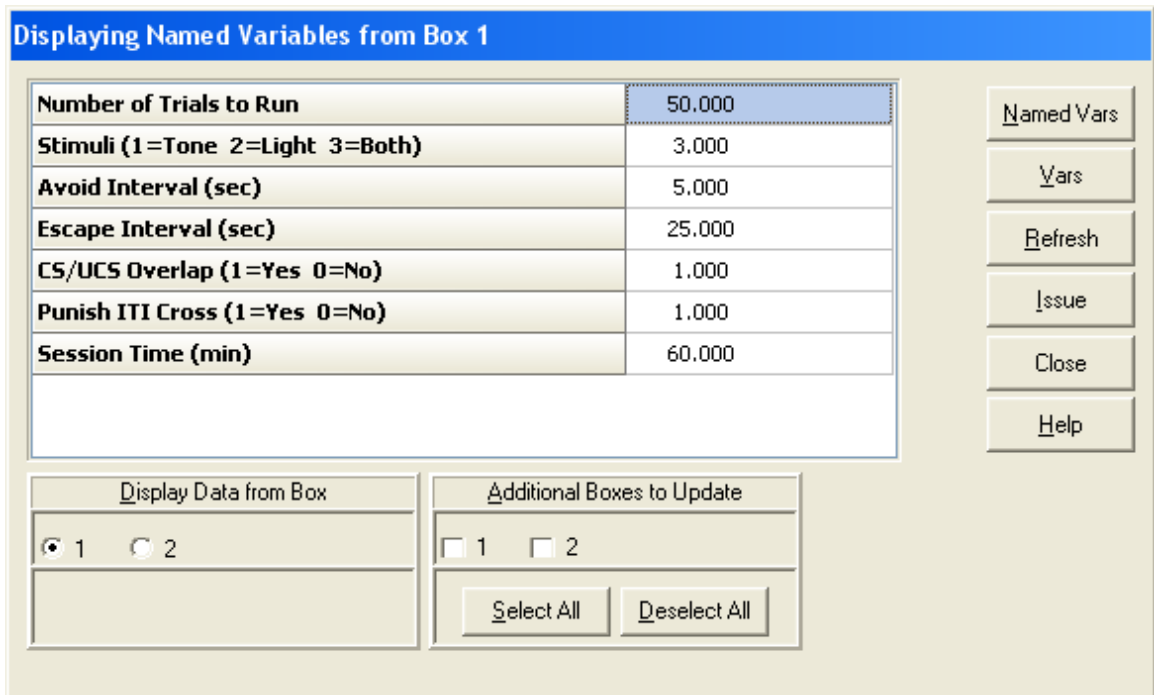 Displaying Named Variables from Box 1
Number of Trials to Run 50.000
Stimuli (1=Tone 2=Light 3=Both) 3.000
Avoid Interval (sec) 5.000
Escape Interval (sec) 25.000
CS/UCS Overlap (1=Yes 0=No) 1.000
Punish ITI Cross (1=Yes 0=No) 1.000
Session Time (min) 60.000
Named Vars
Vars
Refresh
Issue
Close
Help
Display Data from Box
1 2
Additional Boxes to Update
1 2
Select All Deselect All